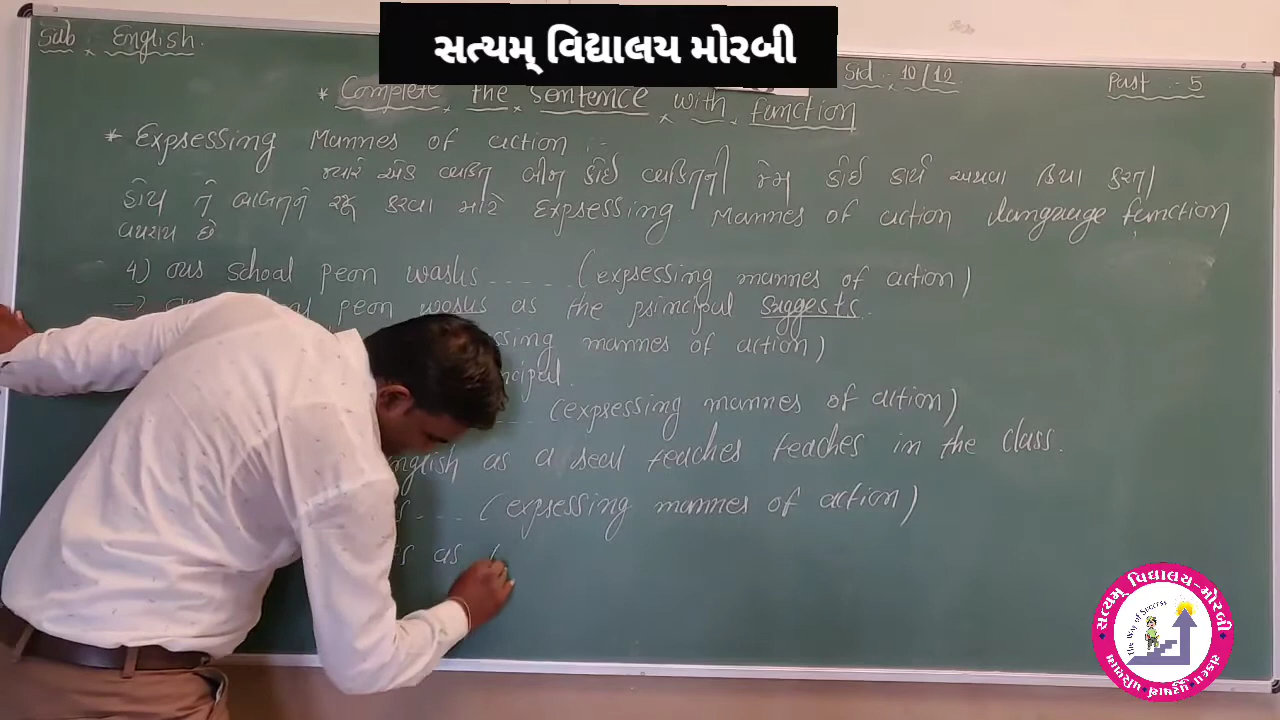 સત્યમ્ વિદ્યાલય મોરબી
Sub : English.
Std :- 10/12
Part :- 5
* Complete the Sentence with function
* Expressing Manner of action :-
જ્યારે એક વ્યક્તિ બીજી કોઈ વ્યક્તિની જેમ કોઈ કાર્ય અથવા ક્રિયા કરતી
હોય તે બાબતને રજૂ કરવા માટે Expressing Manner of action language function
વપરાય છે
4) our school peon works ...... (expressing manner of action)
→ school peon works as the principal suggests.
manner of action)
(expressing manner of action)
English as a real teacher teaches in the class.
.... (expressing manner of action)
as
સત્યમ્ વિદ્યાલય-મોરબી
The Way of Success